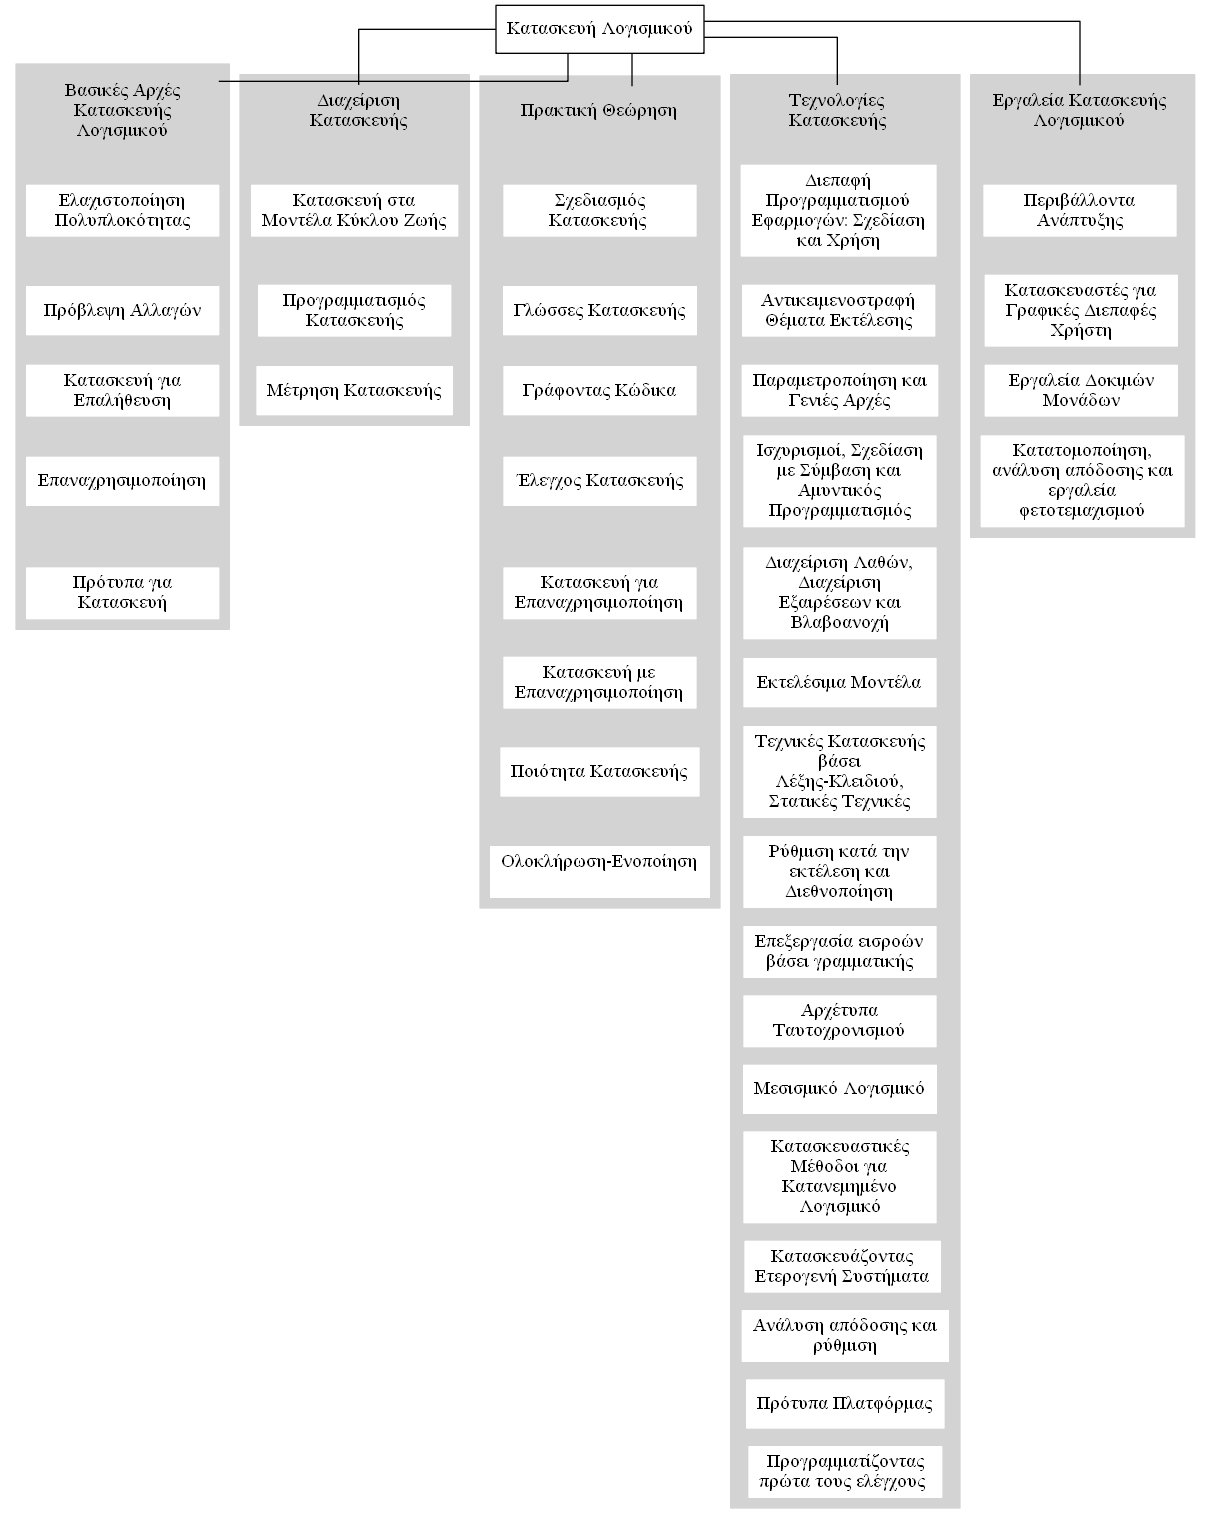 Κατασκευή Λογισμικού
Βασικές Αρχές
Κατασκευής
Λογισμικού
Ελαχιστοποίηση
Πολυπλοκότητας
Πρόβλεψη Αλλαγών
Κατασκευή για
Επαλήθευση
Επαναχρησιμοποίηση
Πρότυπα για
Κατασκευή
Διαχείριση
Κατασκευής
Κατασκευή στα
Μοντέλα Κύκλου Ζωής
Προγραμματισμός
Κατασκευής
Μέτρηση Κατασκευής
Πρακτική Θεώρηση
Σχεδιασμός
Κατασκευής
Γλώσσες Κατασκευής
Γράφοντας Κώδικα
Έλεγχος Κατασκευής
Κατασκευή για
Επαναχρησιμοποίηση
Κατασκευή με
Επαναχρησιμοποίηση
Ποιότητα Κατασκευής
Ολοκλήρωση-Ενοποίηση
Τεχνολογίες
Κατασκευής
Διεπαφή
Προγραμματισμού
Εφαρμογών: Σχεδίαση
και Χρήση
Αντικειμενοστραφή
Θέματα Εκτέλεσης
Παραμετροποίηση και
Γενιές Αρχές
Ισχυρισμοί, Σχεδίαση
με Σύμβαση και
Αμυντικός
Προγραμματισμός
Διαχείριση Λαθών,
Διαχείριση
Εξαιρέσεων και
Βλαβοανοχή
Εκτελέσιμα Μοντέλα
Τεχνικές Κατασκευής
βάσει
Λέξης-Κλειδιού,
Στατικές Τεχνικές
Ρύθμιση κατά την
εκτέλεση και
Διεθνοποίηση
Επεξεργασία εισροών
βάσει γραμματικής
Αρχέτυπα
Ταυτοχρονισμού
Μεσισμικό Λογισμικό
Κατασκευαστικές
Μέθοδοι για
Κατανεμημένο
Λογισμικό
Κατασκευάζοντας
Ετερογενή Συστήματα
Ανάλυση απόδοσης και
ρύθμιση
Πρότυπα Πλατφόρμας
Προγραμματίζοντας
πρώτα τους ελέγχους
Εργαλεία Κατασκευής
Λογισμικού
Περιβάλλοντα
Ανάπτυξης
Κατασκευαστές για
Γραφικές Διεπαφές
Χρήστη
Εργαλεία Δοκιμών
Μονάδων
Κατατομοποίηση,
ανάλυση απόδοσης και
εργαλεία
φετοτεμαχισμού